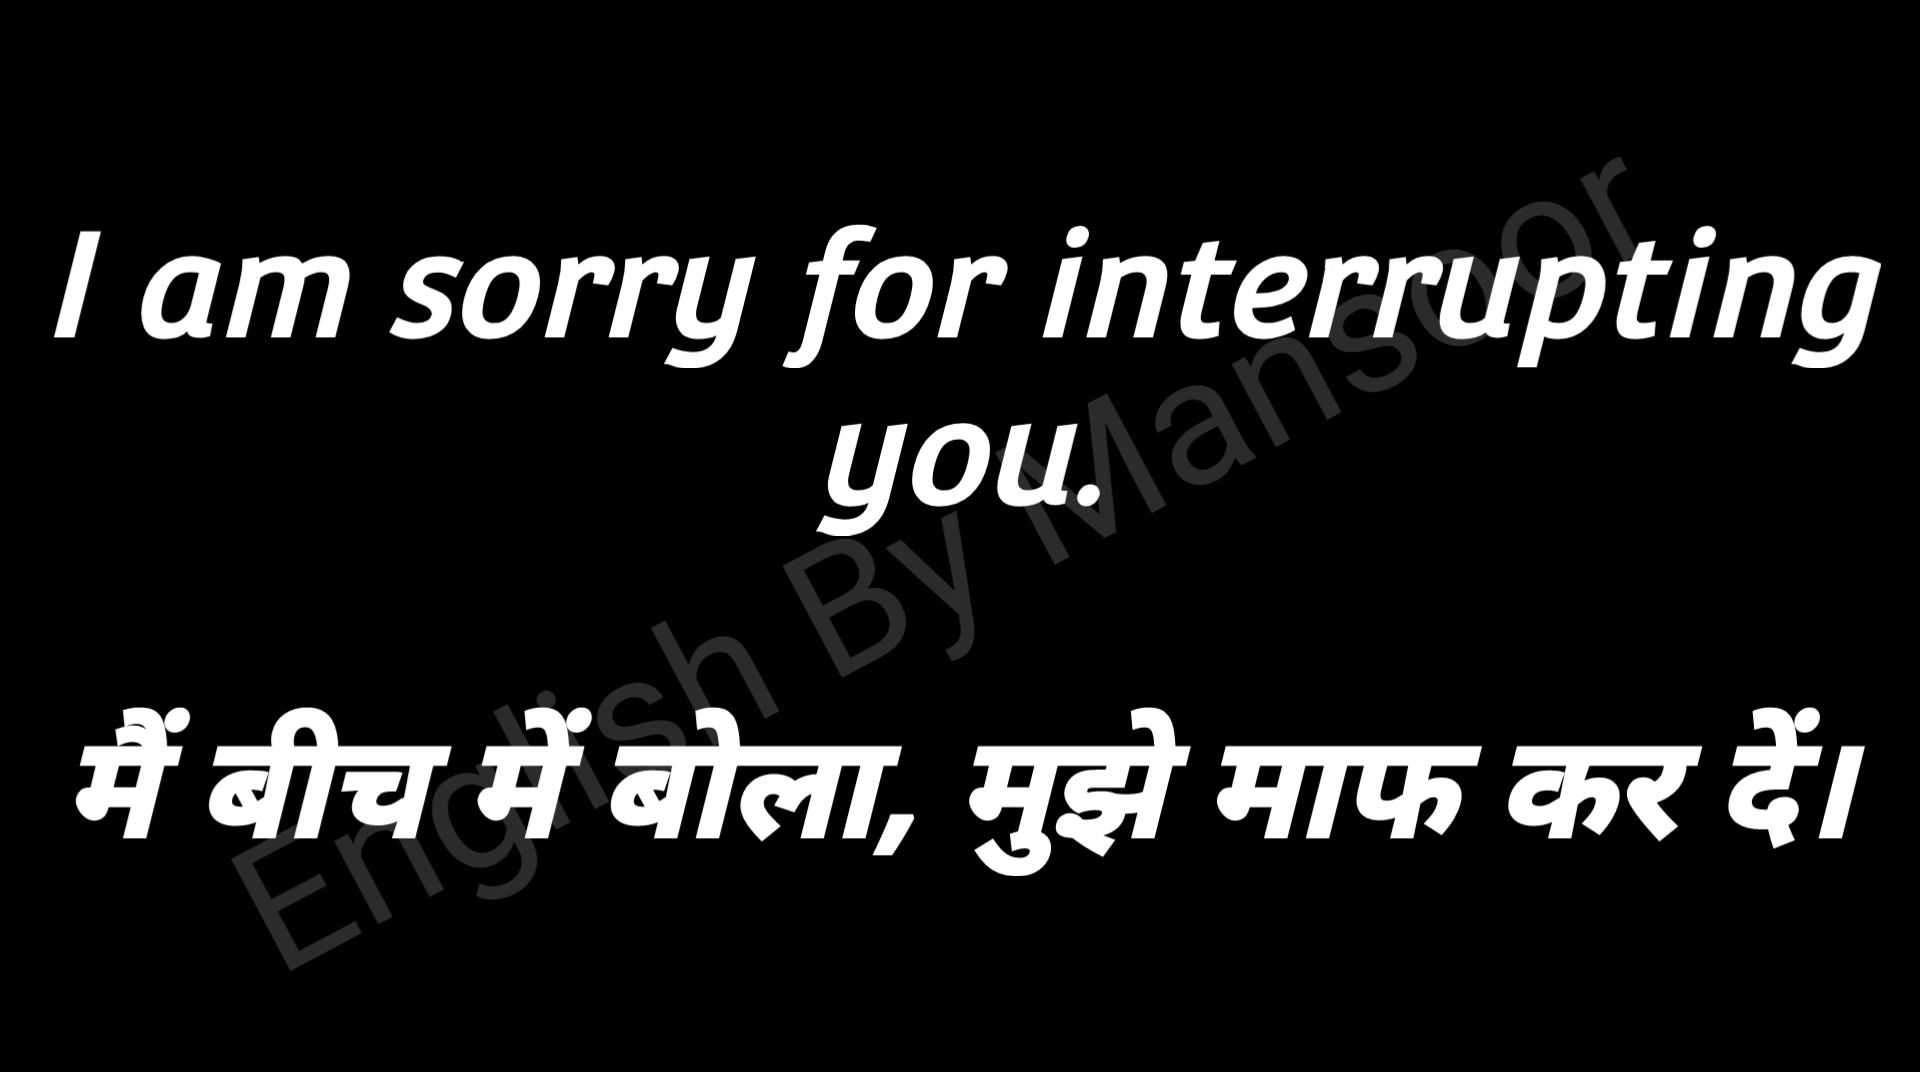 I am sorry for interrupting
you.
मैं बीच में बोला, मुझे माफ कर दें।
English By Mansoor